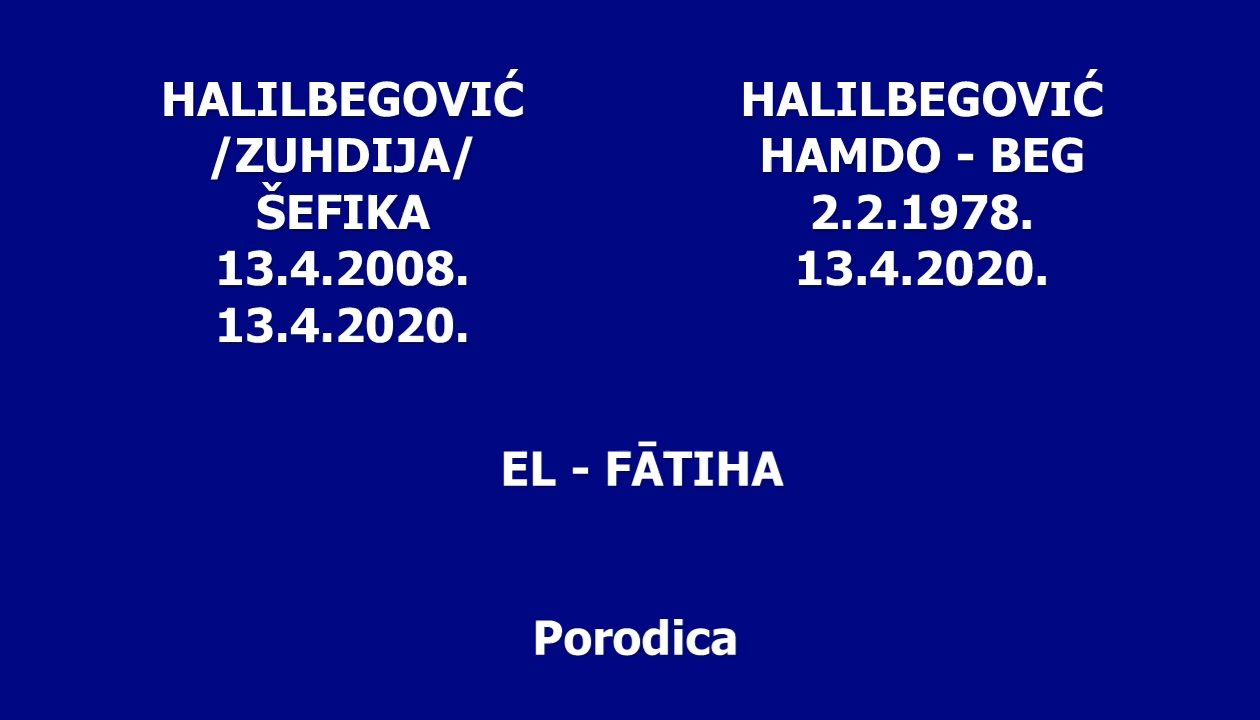 HALILBEGOVIĆ
/ZUHDIJA/
ŠEFIKA
13.4.2008.
13.4.2020.
HALILBEGOVIĆ
HAMDO - BEG
2.2.1978.
13.4.2020.
EL - FĀTIHA
Porodica